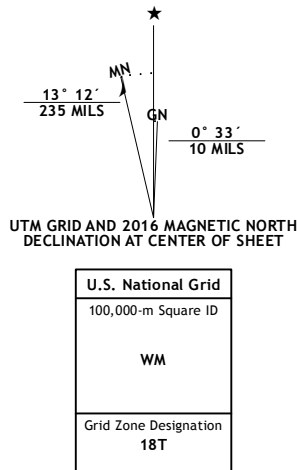 MN
GN
13° 12´
235 MILS
0° 33´
10 MILS
UTM GRID AND 2016 MAGNETIC NORTH
DECLINATION AT CENTER OF SHEET
U.S. National Grid
100,000-m Square ID
WM
Grid Zone Designation
18T